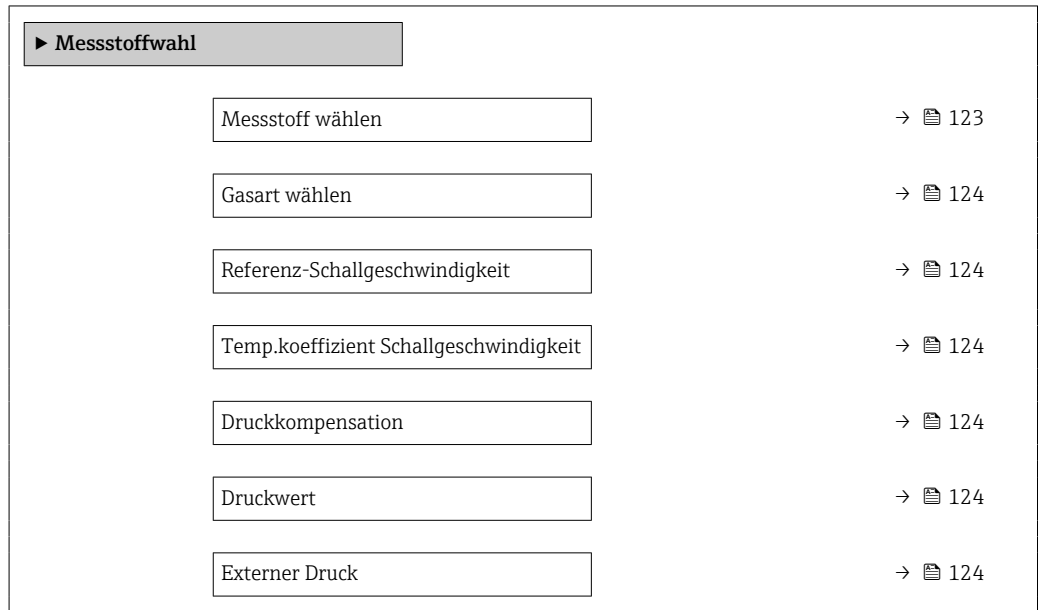 ▶ Messstoffwahl
Messstoff wählen → 123
Gasart wählen → 124
Referenz-Schallgeschwindigkeit → 124
Temp.koeffizient Schallgeschwindigkeit → 124
Druckkompensation → 124
Druckwert → 124
Externer Druck → 124